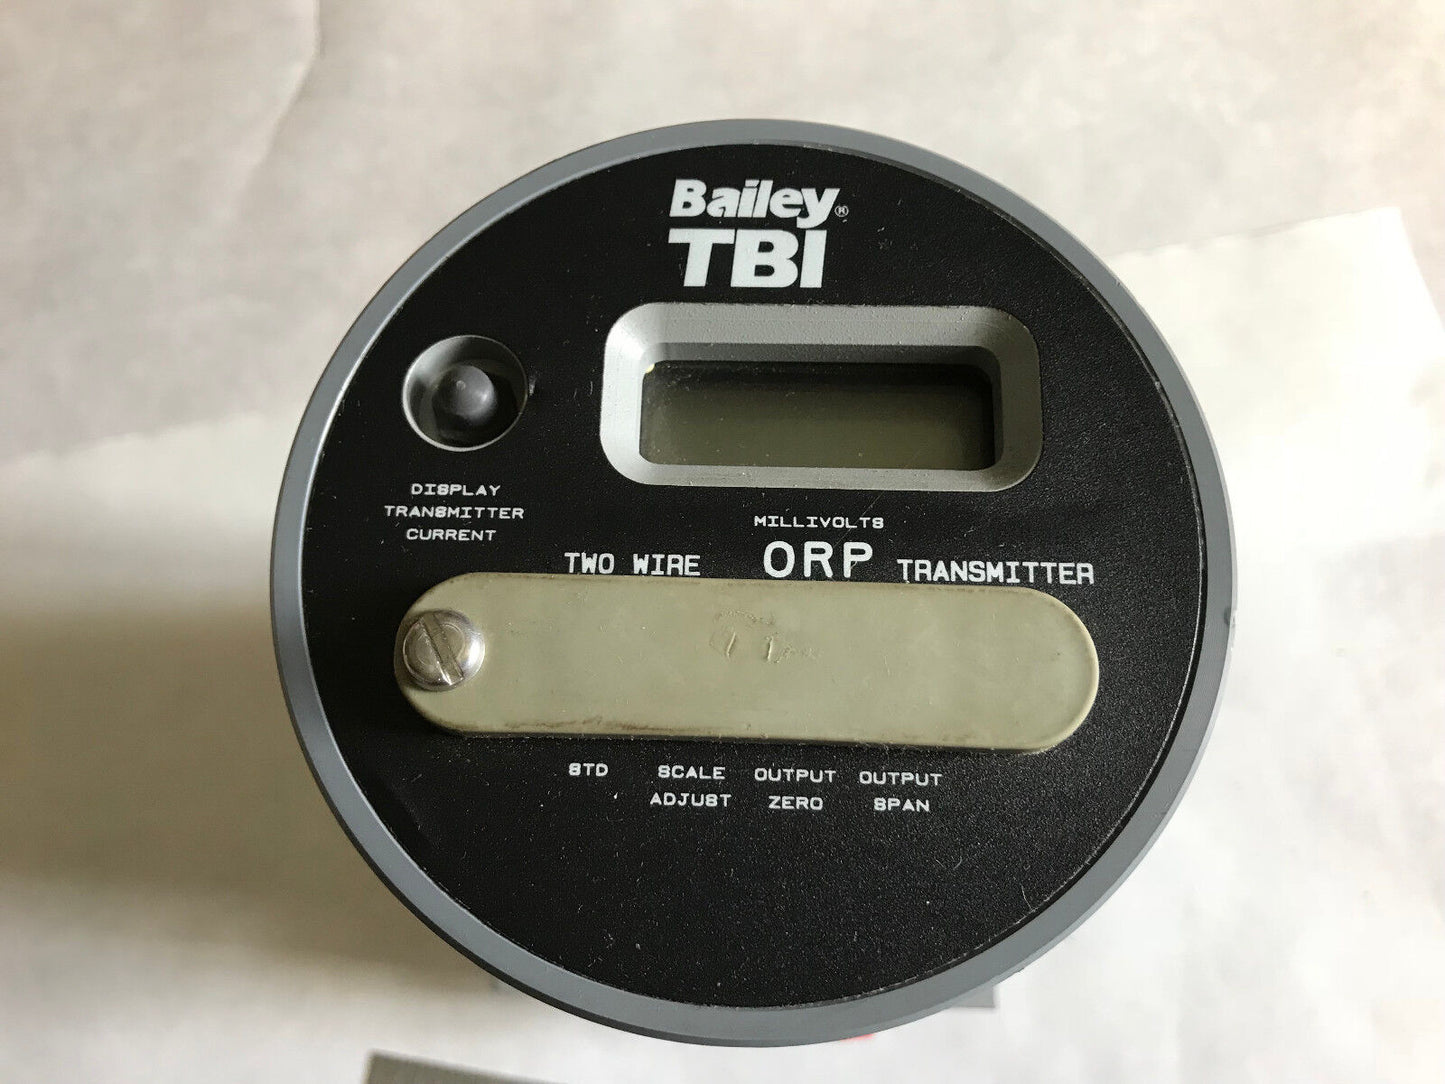 Bailey®
TBI
DISPLAY
TRANSMITTER
CURRENT
MILLIVOLTS
TWO WIRE ORP TRANSMITTER
STD
SCALE
ADJUST
OUTPUT
ZERO
OUTPUT
SPAN